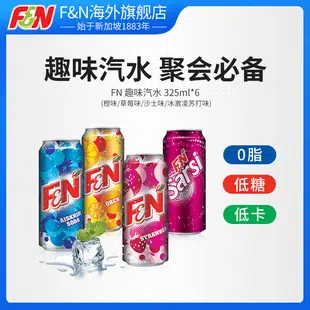 F&N
F&N海外旗舰店
始于新加坡1883年
趣味汽水 聚会必备
FN 趣味汽水 325ml*6
(橙味/草莓味/沙士味/冰激凌苏打味)
0脂
低糖
低卡
F&N
F&N
F&N
F&N
Sarsi
STRAWBERRY
SODA